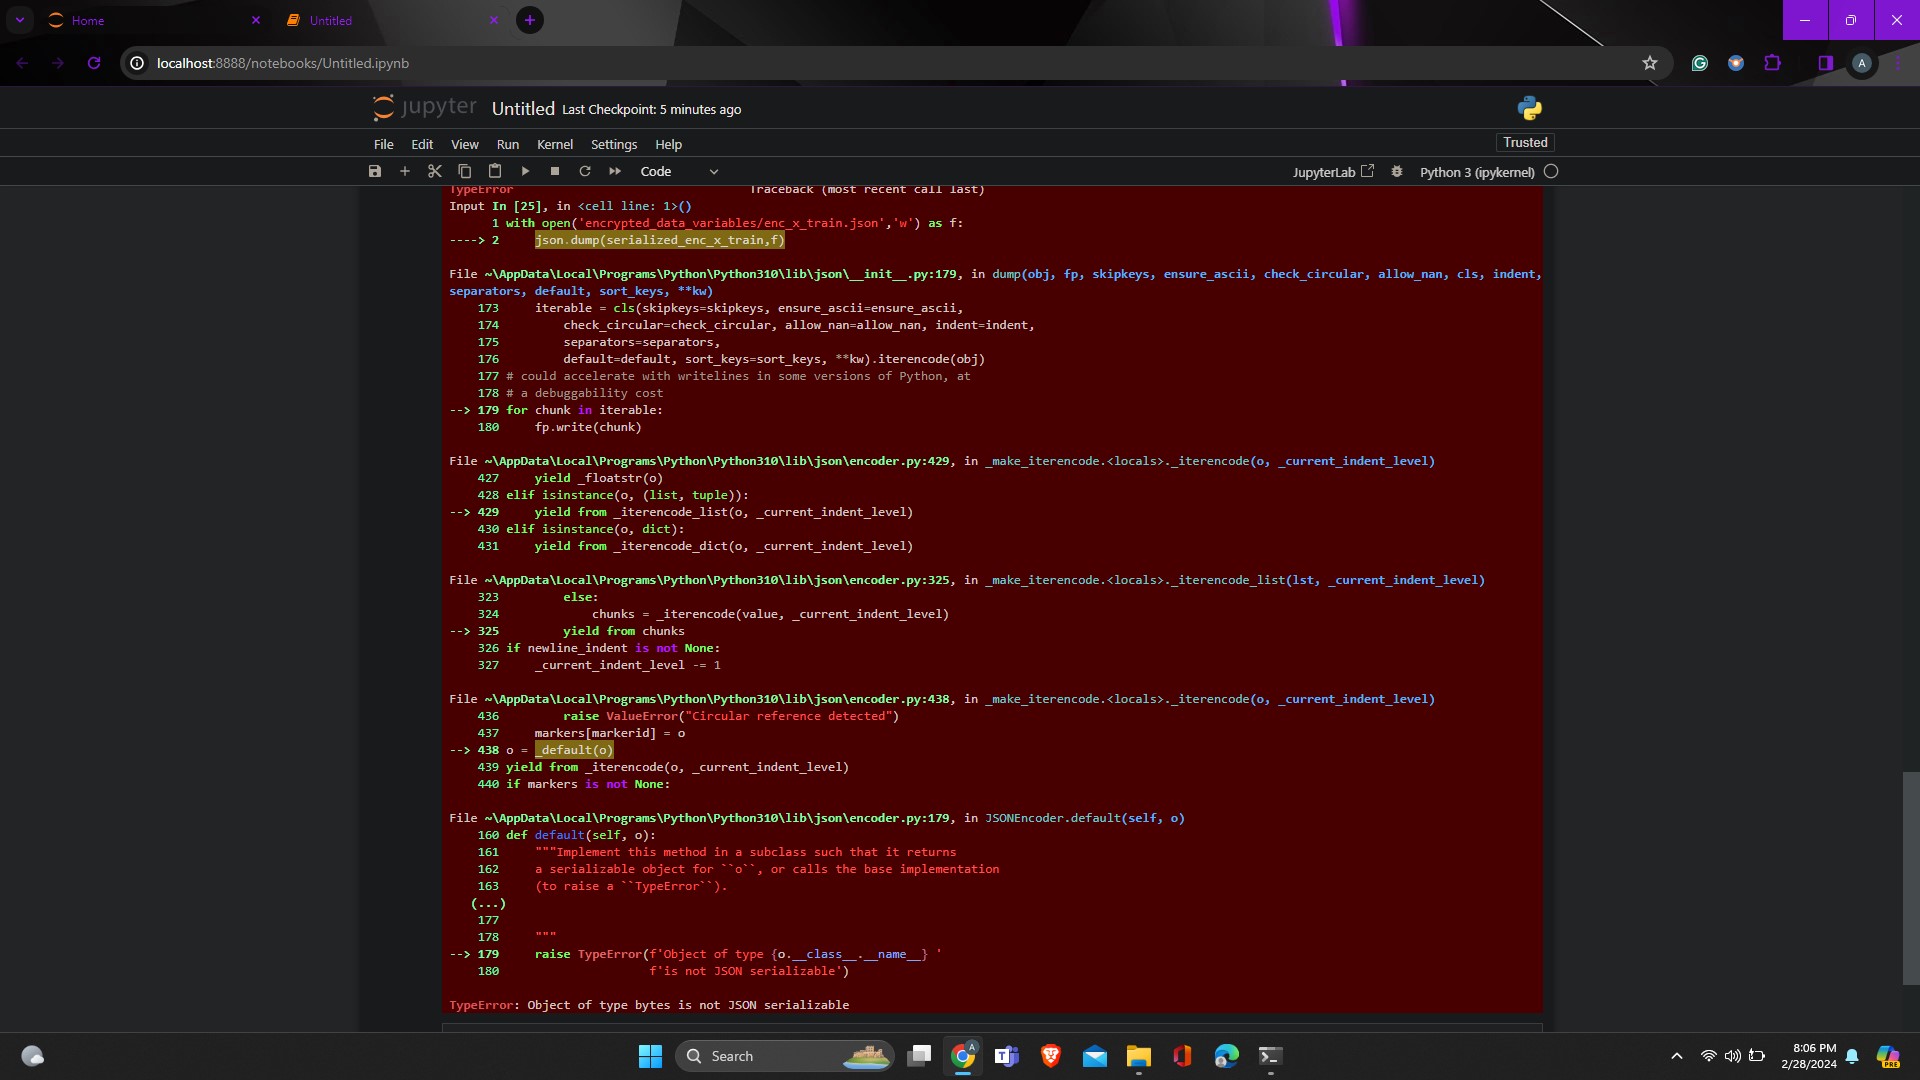 Home
Untitled
localhost:8888/notebooks/Untitled.ipynb
A
jupyter Untitled Last Checkpoint: 5 minutes ago
File Edit View Run Kernel Settings Help
Trusted
Code
JupyterLab
Python 3 (ipykernel)
TypeError Traceback (most recent call last)
Input In [25], in <cell line: 1>()
1 with open('encrypted_data_variables/enc_x_train.json','w') as f:
----> 2 json.dump(serialized_enc_x_train,f)
File ~\AppData\Local\Programs\Python\Python310\lib\json\__init__.py:179, in dump(obj, fp, skipkeys, ensure_ascii, check_circular, allow_nan, cls, indent,
separators, default, sort_keys, **kw)
173 iterable = cls(skipkeys=skipkeys, ensure_ascii=ensure_ascii,
174 check_circular=check_circular, allow_nan=allow_nan, indent=indent,
175 separators=separators,
176 default=default, sort_keys=sort_keys, **kw).iterencode(obj)
177 # could accelerate with writelines in some versions of Python, at
178 # a debuggability cost
--> 179 for chunk in iterable:
180 fp.write(chunk)
File ~\AppData\Local\Programs\Python\Python310\lib\json\encoder.py:429, in _make_iterencode.<locals>._iterencode(o, _current_indent_level)
427 yield _floatstr(o)
428 elif isinstance(o, (list, tuple)):
--> 429 yield from _iterencode_list(o, _current_indent_level)
430 elif isinstance(o, dict):
431 yield from _iterencode_dict(o, _current_indent_level)
File ~\AppData\Local\Programs\Python\Python310\lib\json\encoder.py:325, in _make_iterencode.<locals>._iterencode_list(lst, _current_indent_level)
323 else:
324 chunks = _iterencode(value, _current_indent_level)
--> 325 yield from chunks
326 if newline_indent is not None:
327 _current_indent_level -= 1
File ~\AppData\Local\Programs\Python\Python310\lib\json\encoder.py:438, in _make_iterencode.<locals>._iterencode(o, _current_indent_level)
436 raise ValueError("Circular reference detected")
437 markers[markerid] = o
--> 438 o = _default(o)
439 yield from _iterencode(o, _current_indent_level)
440 if markers is not None:
File ~\AppData\Local\Programs\Python\Python310\lib\json\encoder.py:179, in JSONEncoder.default(self, o)
160 def default(self, o):
161 """Implement this method in a subclass such that it returns
162 a serializable object for ``o``, or calls the base implementation
163 (to raise a ``TypeError``).
(...)
177
178 """
--> 179 raise TypeError(f'Object of type {o.__class__.__name__} '
180 f'is not JSON serializable')
TypeError: Object of type bytes is not JSON serializable
Search
A
T
8:06 PM
2/28/2024
PRE